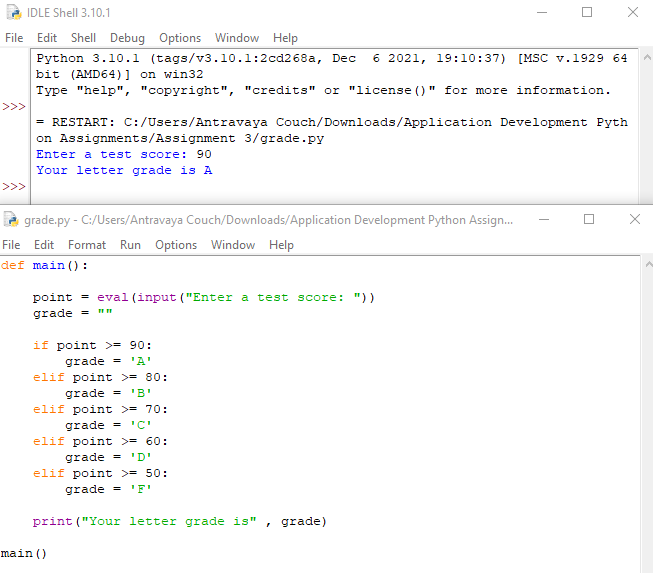 IDLE Shell 3.10.1
File Edit Shell Debug Options Window Help
Python 3.10.1 (tags/v3.10.1:2cd268a, Dec  6 2021, 19:10:37) [MSC v.1929 64
bit (AMD64)] on win32
Type "help", "copyright", "credits" or "license()" for more information.
>>>
= RESTART: C:/Users/Antravaya Couch/Downloads/Application Development Pyth
on Assignments/Assignment 3/grade.py
Enter a test score: 90
Your letter grade is A
>>>
grade.py - C:/Users/Antravaya Couch/Downloads/Application Development Python Assign...
File Edit Format Run Options Window Help
def main():
    point = eval(input("Enter a test score: "))
    grade = ""
    if point >= 90:
        grade = 'A'
    elif point >= 80:
        grade = 'B'
    elif point >= 70:
        grade = 'C'
    elif point >= 60:
        grade = 'D'
    elif point >= 50:
        grade = 'F'
    print("Your letter grade is" , grade)
main()